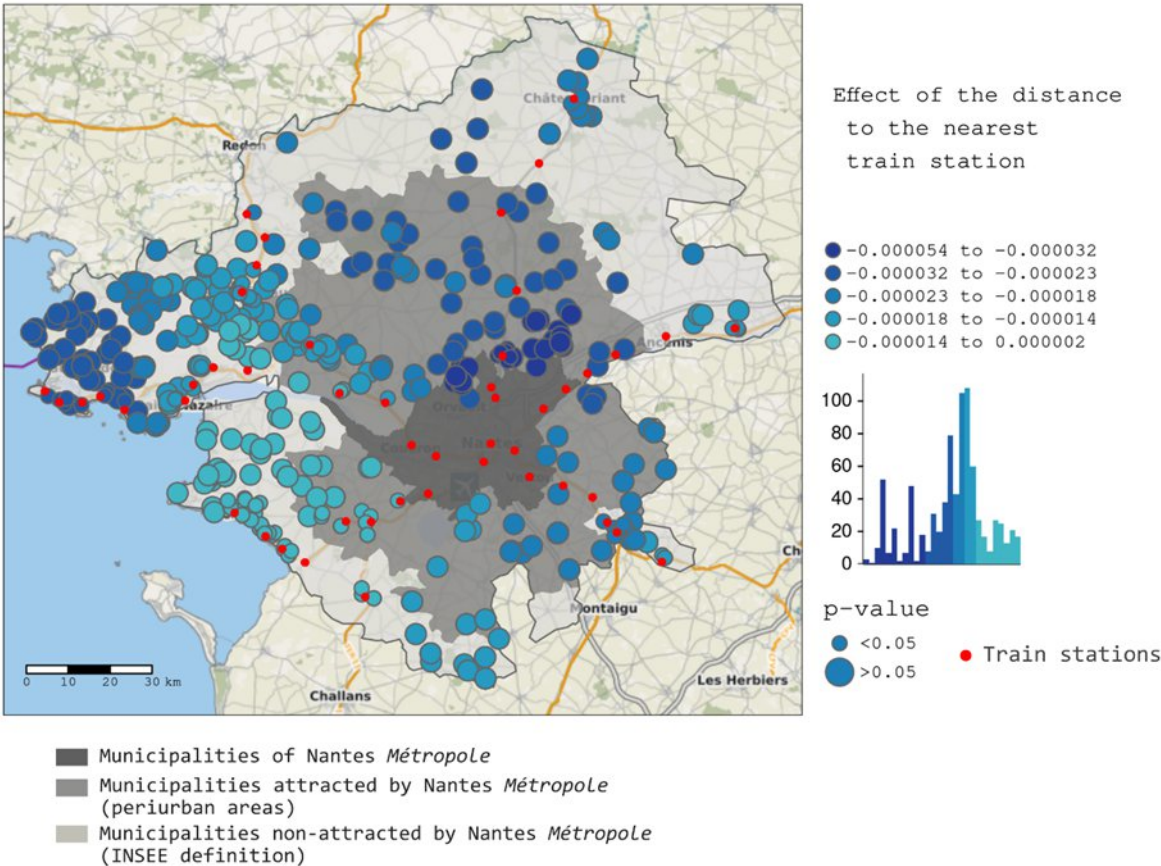 Effect of the distance
to the nearest
train station
-0.000054 to -0.000032
-0.000032 to -0.000023
-0.000023 to -0.000018
-0.000018 to -0.000014
-0.000014 to 0.000002
100
80
60
40
20
0
p-value
<0.05
>0.05
Train stations
Redon
Nantes
Montaigu
Les Herbiers
Challans
Ch
0 10 20 30 km
Municipalities of Nantes Métropole
Municipalities attracted by Nantes Métropole
(periurban areas)
Municipalities non-attracted by Nantes Métropole
(INSEE definition)